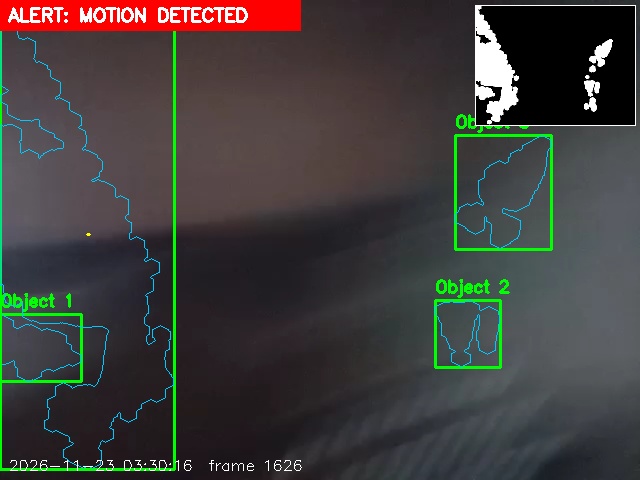 ALERT: MOTION DETECTED
Object
Object 1
Object 2
2026-11-23 03:30:16 frame 1626